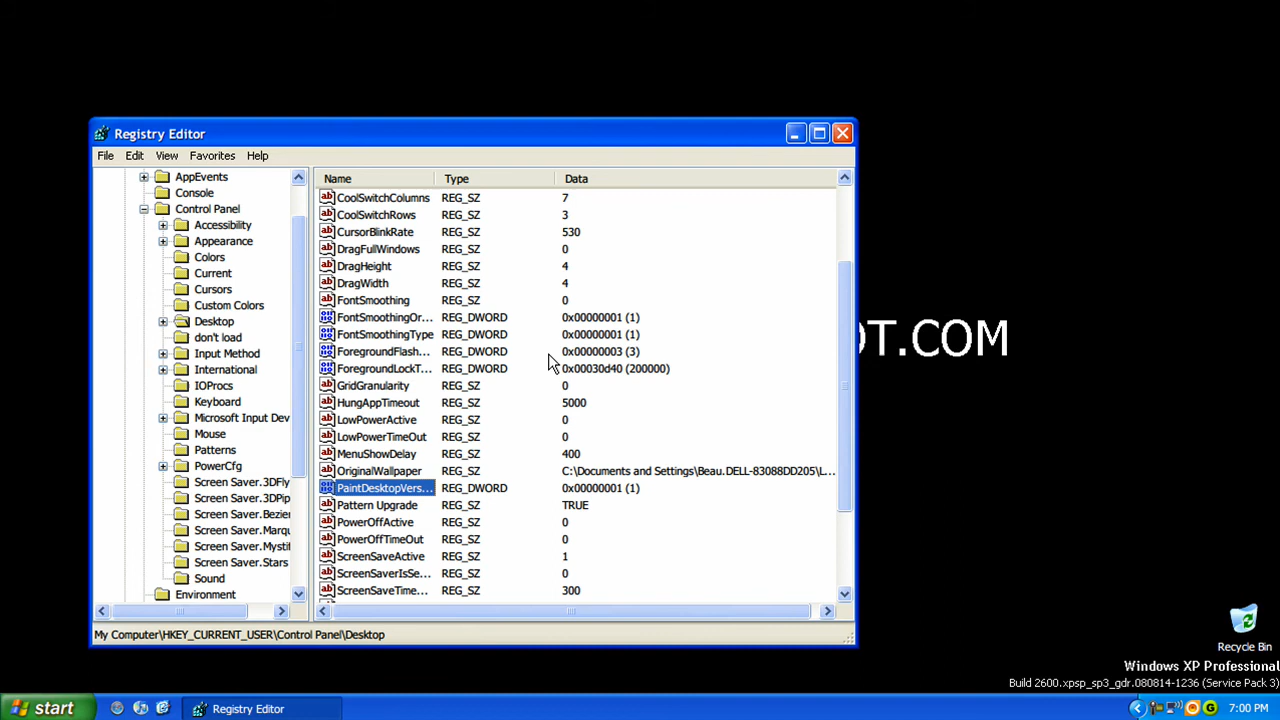 Registry Editor
File Edit View Favorites Help
AppEvents
Console
Control Panel
Accessibility
Appearance
Colors
Current
Cursors
Custom Colors
Desktop
don't load
Input Method
International
IOProcs
Keyboard
Microsoft Input Dev
Mouse
Patterns
PowerCfg
Screen Saver.3DFly
Screen Saver.3DPip
Screen Saver.Bezier
Screen Saver.Marqu
Screen Saver.Mystif
Screen Saver.Stars
Sound
Environment
Name Type Data
CoolSwitchColumns REG_SZ 7
CoolSwitchRows REG_SZ 3
CursorBlinkRate REG_SZ 530
DragFullWindows REG_SZ 0
DragHeight REG_SZ 4
DragWidth REG_SZ 4
FontSmoothing REG_SZ 0
FontSmoothingOr... REG_DWORD 0x00000001 (1)
FontSmoothingType REG_DWORD 0x00000001 (1)
ForegroundFlash... REG_DWORD 0x00000003 (3)
ForegroundLockT... REG_DWORD 0x00030d40 (200000)
GridGranularity REG_SZ 0
HungAppTimeout REG_SZ 5000
LowPowerActive REG_SZ 0
LowPowerTimeOut REG_SZ 0
MenuShowDelay REG_SZ 400
OriginalWallpaper REG_SZ C:\Documents and Settings\Beau.DELL-83088DD205\L...
PaintDesktopVers... REG_DWORD 0x00000001 (1)
Pattern Upgrade REG_SZ TRUE
PowerOffActive REG_SZ 0
PowerOffTimeOut REG_SZ 0
ScreenSaveActive REG_SZ 1
ScreenSaverIsSe... REG_SZ 0
ScreenSaveTime... REG_SZ 300
My Computer\HKEY_CURRENT_USER\Control Panel\Desktop
OT.COM
Recycle Bin
Windows XP Professional
Build 2600.xpsp_sp3_gdr.080814-1236 (Service Pack 3)
start Registry Editor 7:00 PM